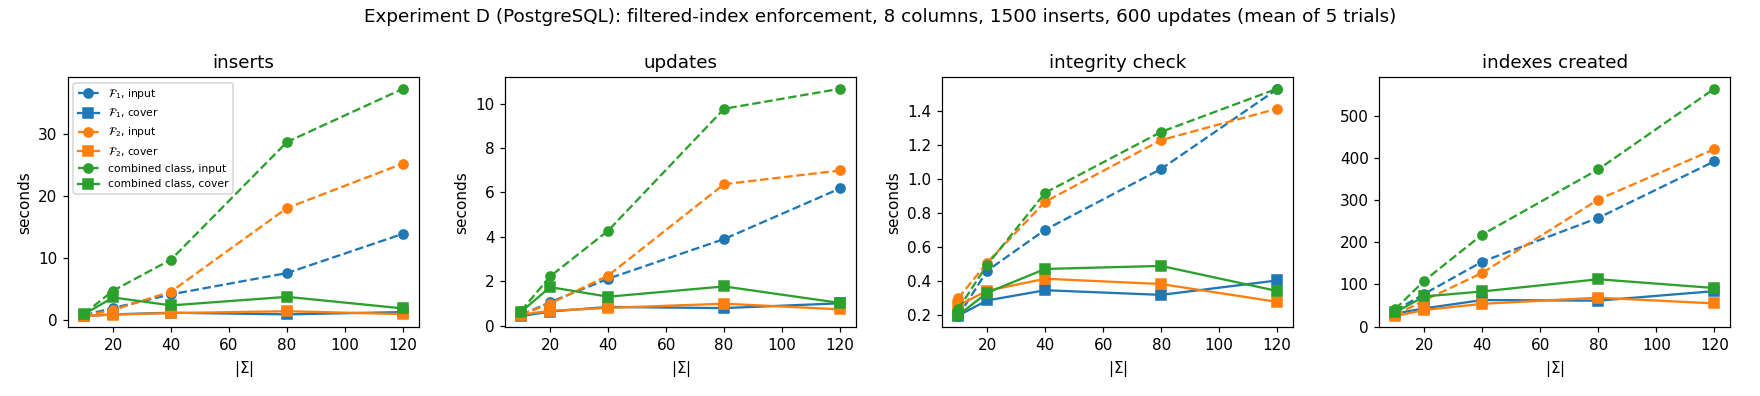 Experiment D (PostgreSQL): filtered-index enforcement, 8 columns, 1500 inserts, 600 updates (mean of 5 trials)
inserts
seconds
30
20
10
0
ℱ₁, input
ℱ₁, cover
ℱ₂, input
ℱ₂, cover
combined class, input
combined class, cover
20 40 60 80 100 120
|Σ|
updates
seconds
10
8
6
4
2
0
20 40 60 80 100 120
|Σ|
integrity check
seconds
1.4
1.2
1.0
0.8
0.6
0.4
0.2
20 40 60 80 100 120
|Σ|
indexes created
500
400
300
200
100
0
20 40 60 80 100 120
|Σ|